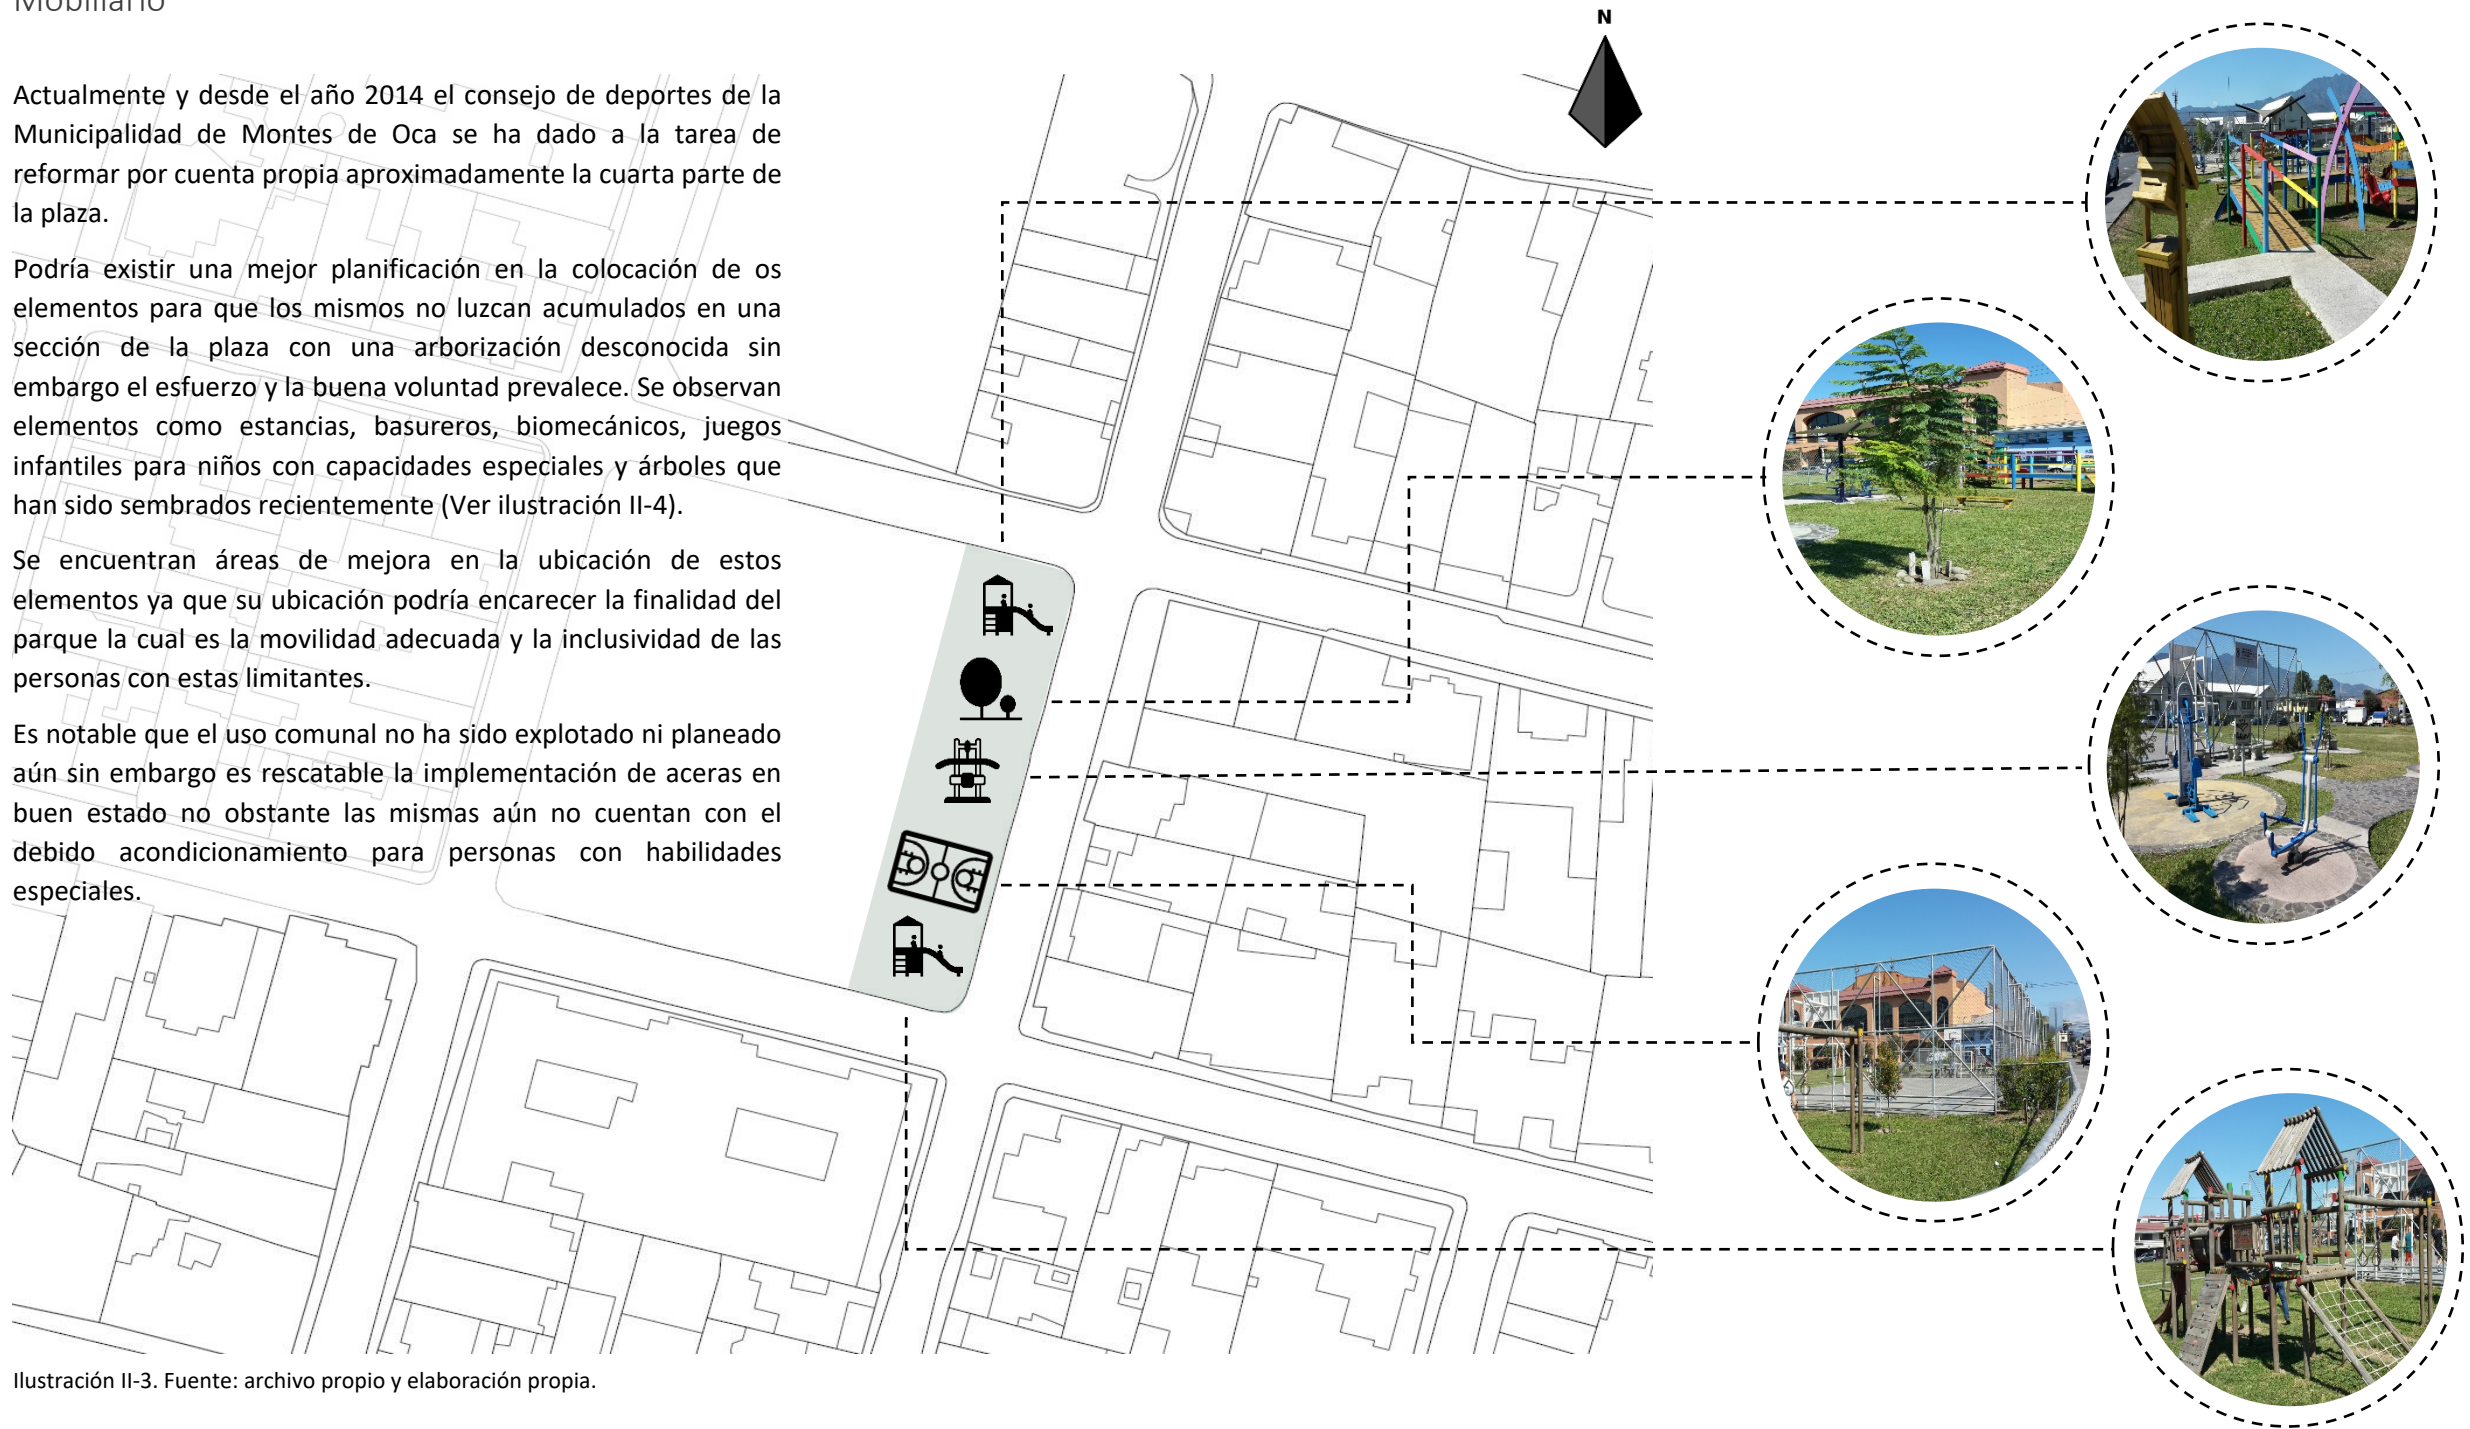 Mobiliario
N
Actualmente y desde el año 2014 el consejo de deportes de la
Municipalidad de Montes de Oca se ha dado a la tarea de
reformar por cuenta propia aproximadamente la cuarta parte de
la plaza.
Podría existir una mejor planificación en la colocación de os
elementos para que los mismos no luzcan acumulados en una
sección de la plaza con una arborización desconocida sin
embargo el esfuerzo y la buena voluntad prevalece. Se observan
elementos como estancias, basureros, biomecánicos, juegos
infantiles para niños con capacidades especiales y árboles que
han sido sembrados recientemente (Ver ilustración II-4).
Se encuentran áreas de mejora en la ubicación de estos
elementos ya que su ubicación podría encarecer la finalidad del
parque la cual es la movilidad adecuada y la inclusividad de las
personas con estas limitantes.
Es notable que el uso comunal no ha sido explotado ni planeado
aún sin embargo es rescatable la implementación de aceras en
buen estado no obstante las mismas aún no cuentan con el
debido acondicionamiento para personas con habilidades
especiales.
Ilustración II-3. Fuente: archivo propio y elaboración propia.